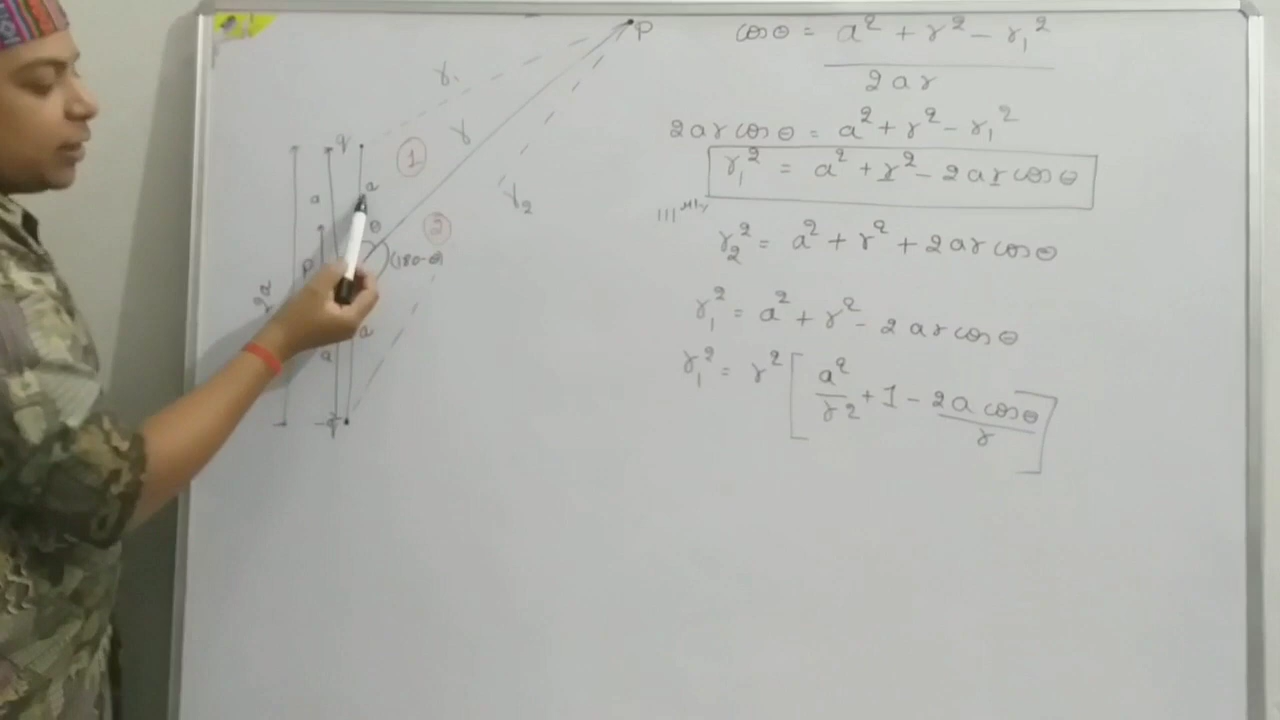 P
r₁
r
r₂
q
a
a
1
θ
2
p
(180-θ)
2a
a
a
-q
cosθ = a² + r² - r₁² / 2ar
2ar cosθ = a² + r² - r₁²
r₁² = a² + r² - 2ar cosθ
|||ᵃˡˡʸ
r₂² = a² + r² + 2ar cosθ
r₁² = a² + r² - 2ar cosθ
r₁² = r² [ a²/r² + 1 - 2a cosθ/r ]